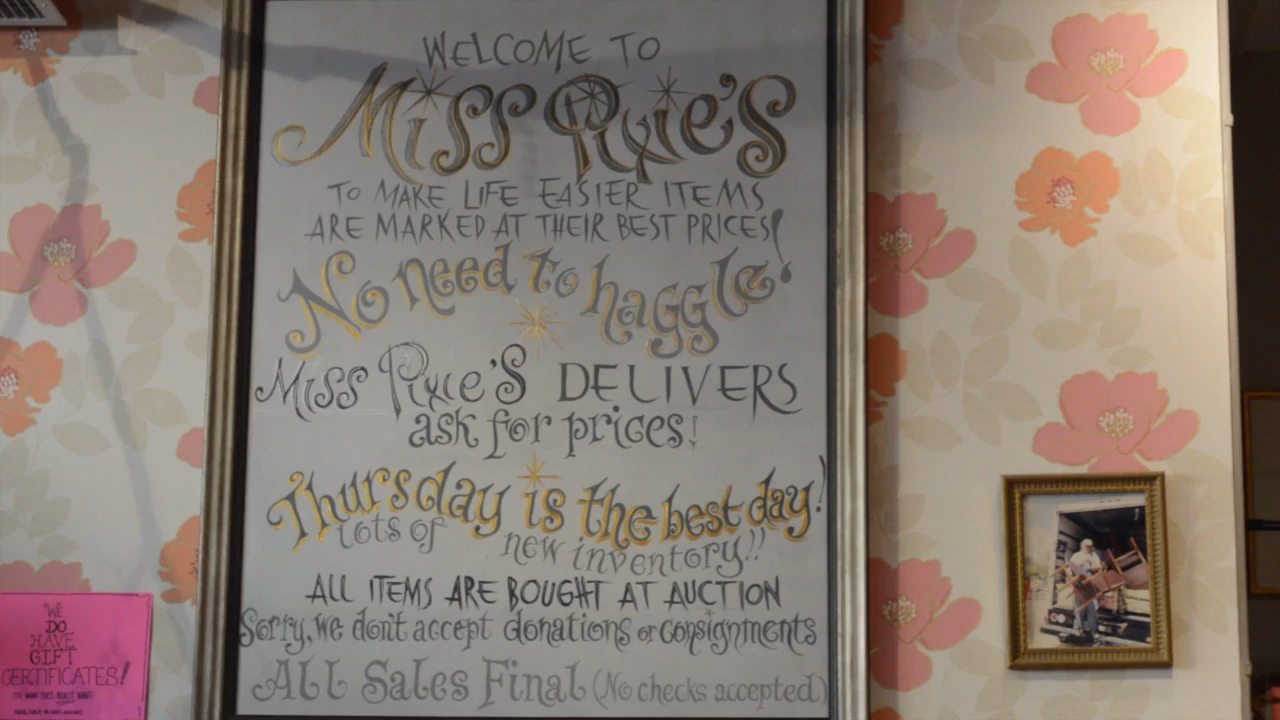 WELCOME TO
Miss Pixie's
TO MAKE LIFE EASIER ITEMS
ARE MARKED AT THEIR BEST PRICES!
No need to haggle!
Miss Pixie's DELIVERS
ask for prices!
Thursday is the best day!
lots of new inventory!!
ALL ITEMS ARE BOUGHT AT AUCTION
Sorry, we don't accept donations or consignments
All Sales Final (No checks accepted)
WE
DO
HAVE
GIFT
CERTIFICATES!